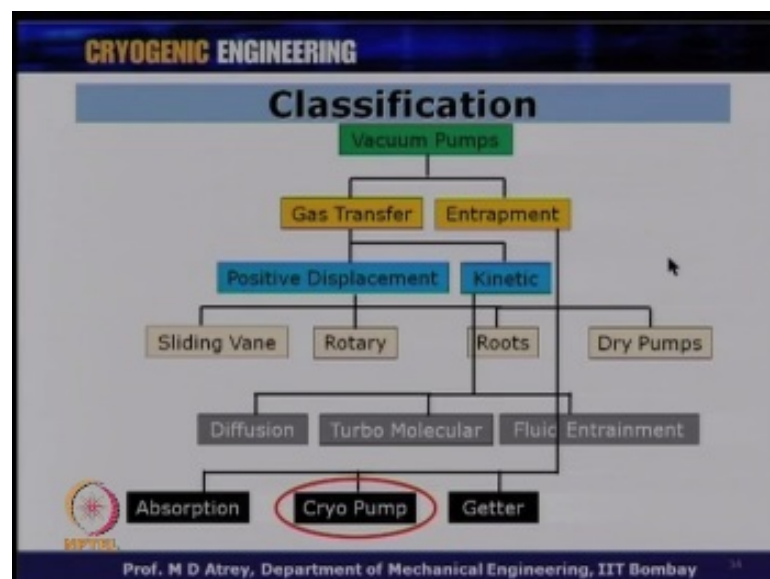 CRYOGENIC ENGINEERING
Classification
Vacuum Pumps
Gas Transfer Entrapment
Positive Displacement Kinetic
Sliding Vane Rotary Roots Dry Pumps
Diffusion Turbo Molecular Fluid Entrainment
Absorption Cryo Pump Getter
NPTEL
Prof. M D Atrey, Department of Mechanical Engineering, IIT Bombay 34